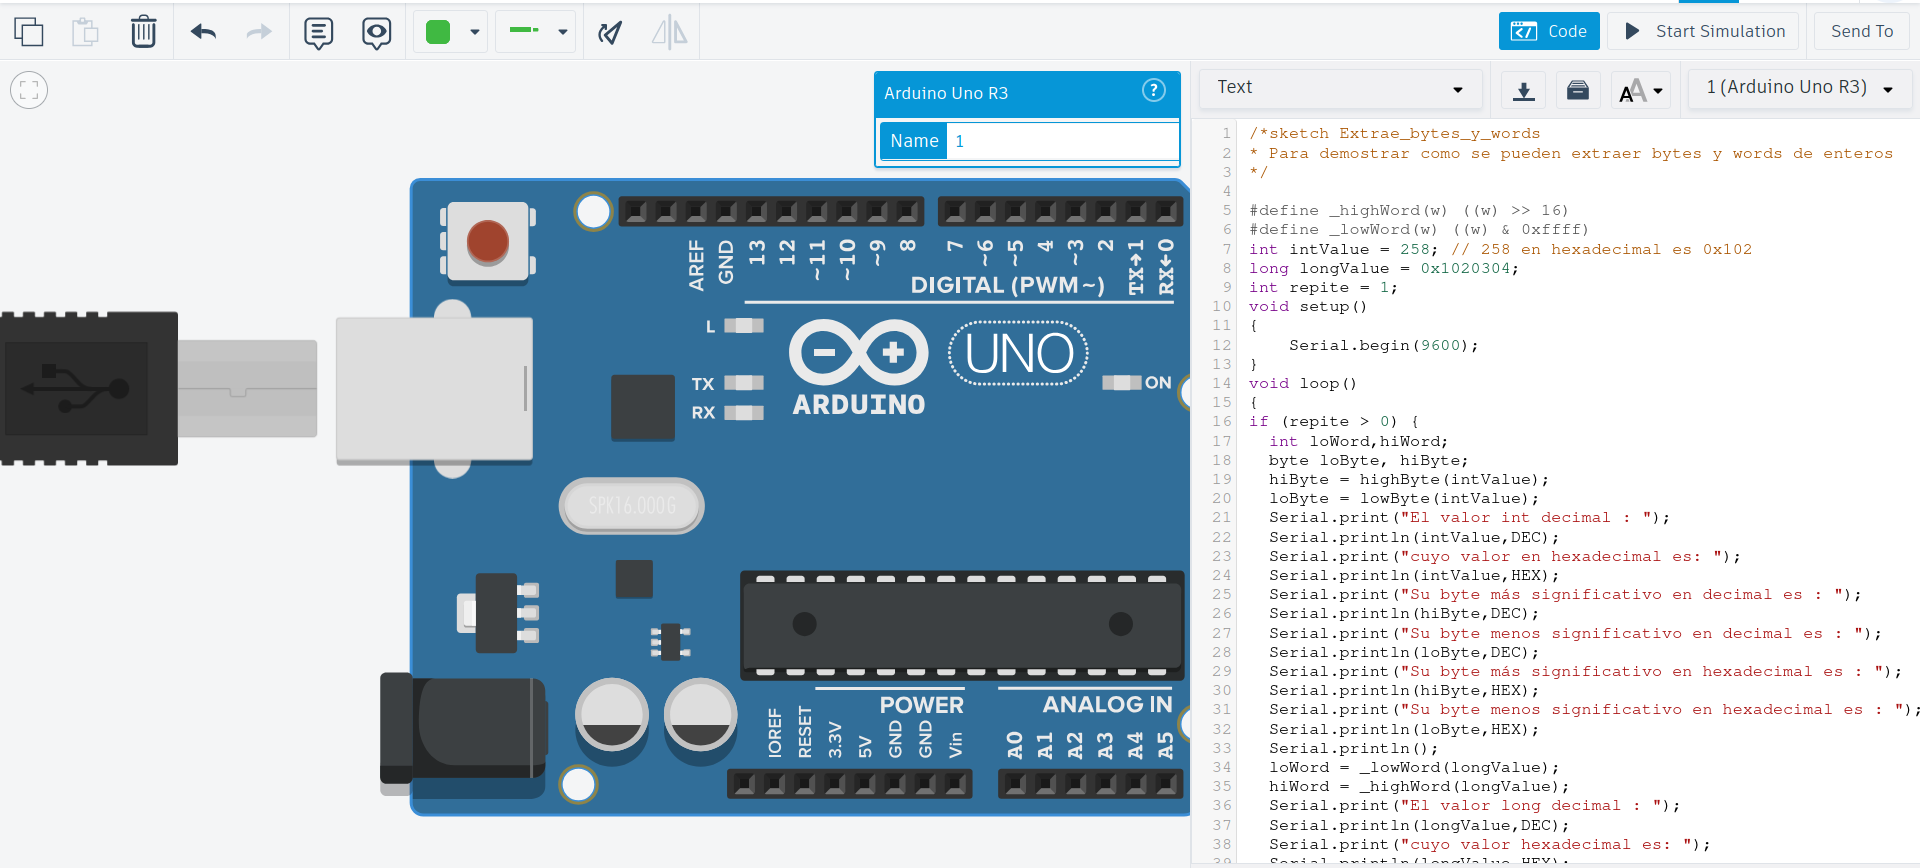 Code
Start Simulation
Send To
Arduino Uno R3
?
Name 1
Text
1 (Arduino Uno R3)
AREF
GND
13
12
~11
~10
~9
8
7
~6
~5
4
~3
2
TX→1
RX←0
DIGITAL (PWM~)
L
TX
RX
ARDUINO
UNO
ON
SPK16.000G
POWER
ANALOG IN
IOREF
RESET
3.3V
5V
GND
GND
Vin
A0
A1
A2
A3
A4
A5
1 /*sketch Extrae_bytes_y_words
2 * Para demostrar como se pueden extraer bytes y words de enteros
3 */
4
5 #define _highWord(w) ((w) >> 16)
6 #define _lowWord(w) ((w) & 0xffff)
7 int intValue = 258; // 258 en hexadecimal es 0x102
8 long longValue = 0x1020304;
9 int repite = 1;
10 void setup()
11 {
12     Serial.begin(9600);
13 }
14 void loop()
15 {
16 if (repite > 0) {
17   int loWord,hiWord;
18   byte loByte, hiByte;
19   hiByte = highByte(intValue);
20   loByte = lowByte(intValue);
21   Serial.print("El valor int decimal : ");
22   Serial.println(intValue,DEC);
23   Serial.print("cuyo valor en hexadecimal es: ");
24   Serial.println(intValue,HEX);
25   Serial.print("Su byte más significativo en decimal es : ");
26   Serial.println(hiByte,DEC);
27   Serial.print("Su byte menos significativo en decimal es : ");
28   Serial.println(loByte,DEC);
29   Serial.print("Su byte más significativo en hexadecimal es : ");
30   Serial.println(hiByte,HEX);
31   Serial.print("Su byte menos significativo en hexadecimal es : ");
32   Serial.println(loByte,HEX);
33   Serial.println();
34   loWord = _lowWord(longValue);
35   hiWord = _highWord(longValue);
36   Serial.print("El valor long decimal : ");
37   Serial.println(longValue,DEC);
38   Serial.print("cuyo valor hexadecimal es: ");
39   Serial.println(longValue,HEX);